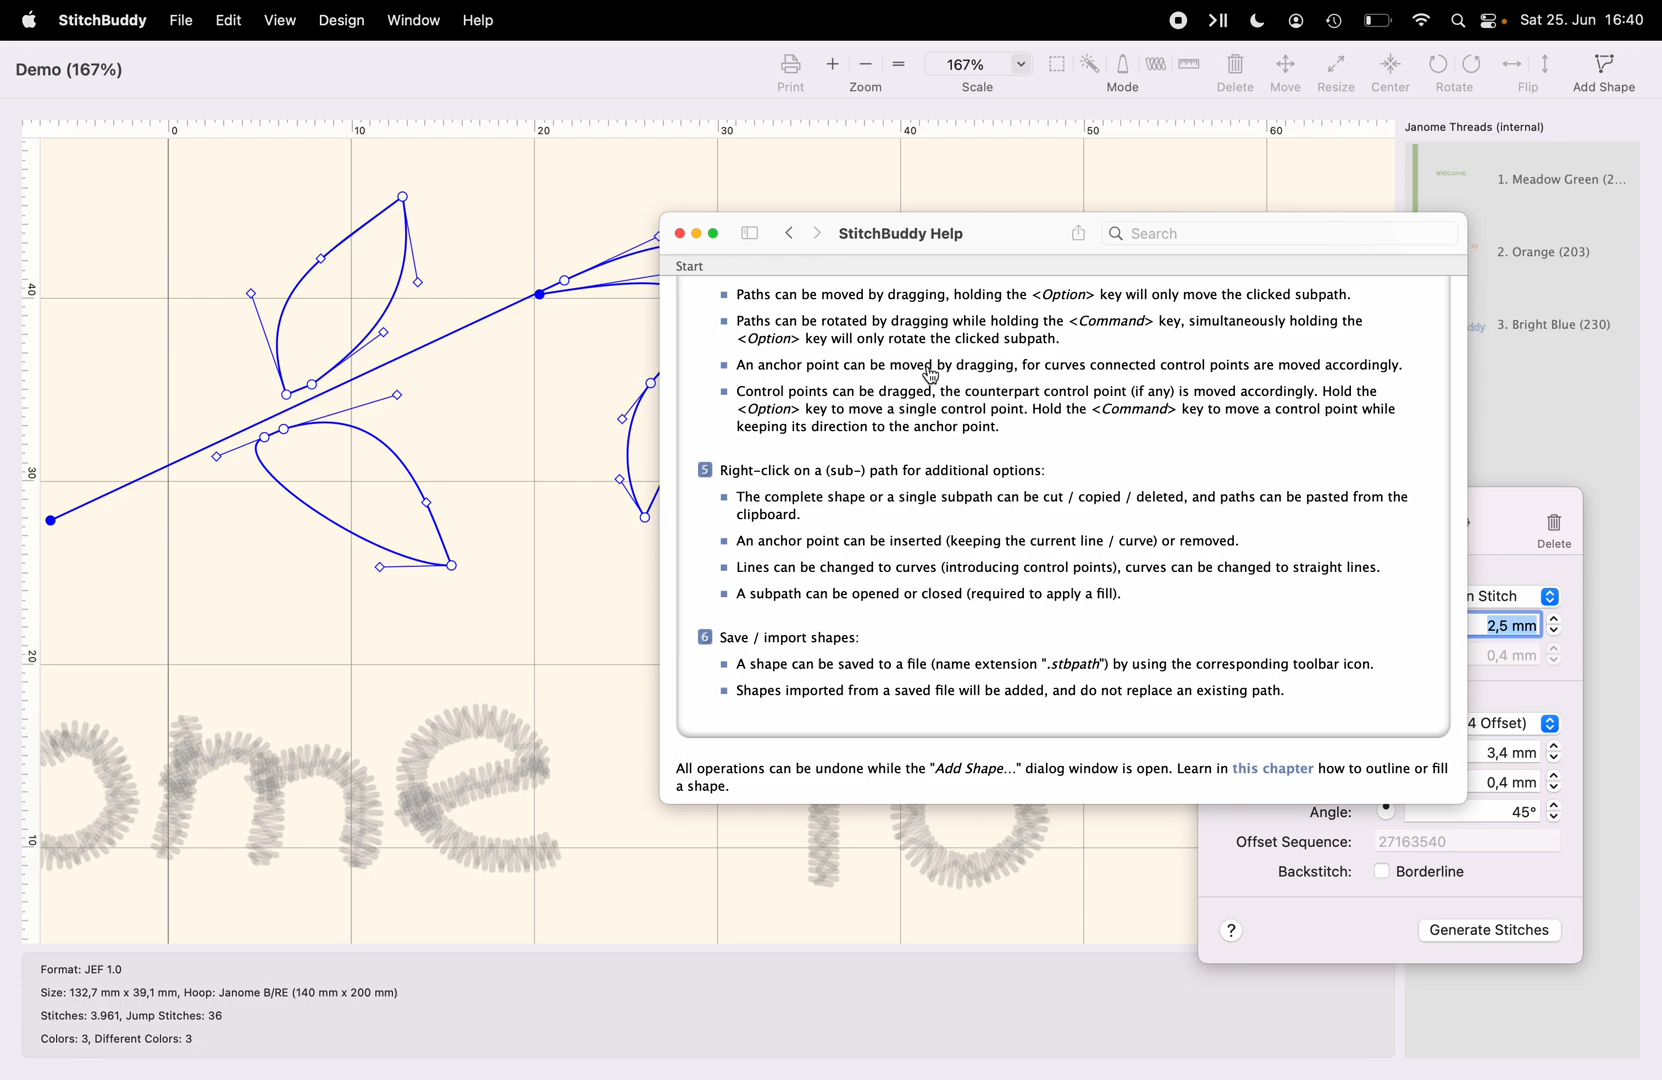 StitchBuddy File Edit View Design Window Help Sat 25. Jun 16:40
Demo (167%)
167%
Print Zoom Scale Mode Delete Move Resize Center Rotate Flip Add Shape
0 10 20 30 40 50 60
40
30
20
10
0
Janome Threads (internal)
1. Meadow Green (2...
2. Orange (203)
3. Bright Blue (230)
StitchBuddy Help
Search
Start
Paths can be moved by dragging, holding the <Option> key will only move the clicked subpath.
Paths can be rotated by dragging while holding the <Command> key, simultaneously holding the
<Option> key will only rotate the clicked subpath.
An anchor point can be moved by dragging, for curves connected control points are moved accordingly.
Control points can be dragged, the counterpart control point (if any) is moved accordingly. Hold the
<Option> key to move a single control point. Hold the <Command> key to move a control point while
keeping its direction to the anchor point.
5 Right-click on a (sub-) path for additional options:
The complete shape or a single subpath can be cut / copied / deleted, and paths can be pasted from the
clipboard.
An anchor point can be inserted (keeping the current line / curve) or removed.
Lines can be changed to curves (introducing control points), curves can be changed to straight lines.
A subpath can be opened or closed (required to apply a fill).
6 Save / import shapes:
A shape can be saved to a file (name extension ".stbpath") by using the corresponding toolbar icon.
Shapes imported from a saved file will be added, and do not replace an existing path.
All operations can be undone while the "Add Shape..." dialog window is open. Learn in this chapter how to outline or fill
a shape.
Delete
n Stitch
2,5 mm
0,4 mm
4 Offset)
3,4 mm
0,4 mm
Angle: 45°
Offset Sequence: 27163540
Backstitch: Borderline
? Generate Stitches
ome To
Format: JEF 1.0
Size: 132,7 mm x 39,1 mm, Hoop: Janome B/RE (140 mm x 200 mm)
Stitches: 3.961, Jump Stitches: 36
Colors: 3, Different Colors: 3